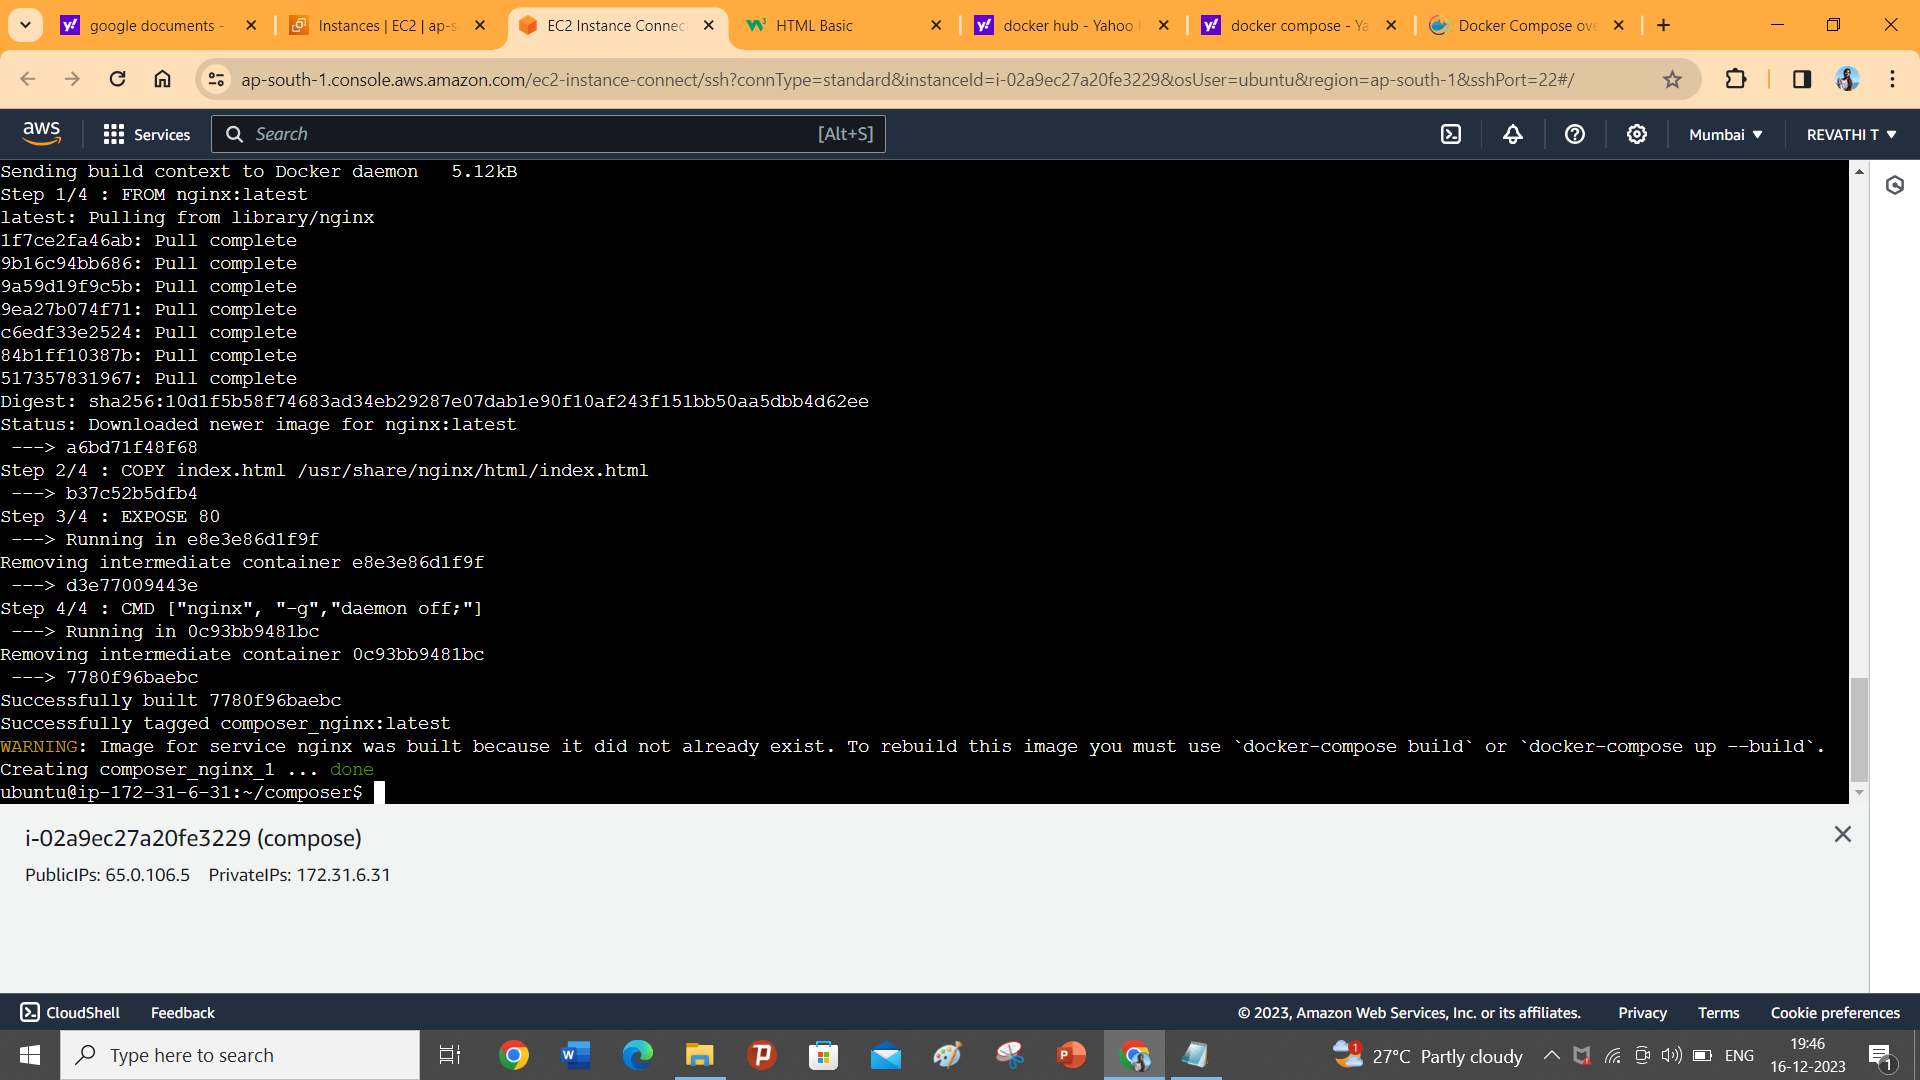 google documents -
Instances | EC2 | ap-s
EC2 Instance Connec
HTML Basic
docker hub - Yahoo
docker compose - Ya
Docker Compose ove
ap-south-1.console.aws.amazon.com/ec2-instance-connect/ssh?connType=standard&instanceId=i-02a9ec27a20fe3229&osUser=ubuntu&region=ap-south-1&sshPort=22#/
aws
Services
Search
[Alt+S]
Mumbai
REVATHI T
Sending build context to Docker daemon   5.12kB
Step 1/4 : FROM nginx:latest
latest: Pulling from library/nginx
1f7ce2fa46ab: Pull complete
9b16c94bb686: Pull complete
9a59d19f9c5b: Pull complete
9ea27b074f71: Pull complete
c6edf33e2524: Pull complete
84b1ff10387b: Pull complete
517357831967: Pull complete
Digest: sha256:10d1f5b58f74683ad34eb29287e07dab1e90f10af243f151bb50aa5dbb4d62ee
Status: Downloaded newer image for nginx:latest
 ---> a6bd71f48f68
Step 2/4 : COPY index.html /usr/share/nginx/html/index.html
 ---> b37c52b5dfb4
Step 3/4 : EXPOSE 80
 ---> Running in e8e3e86d1f9f
Removing intermediate container e8e3e86d1f9f
 ---> d3e77009443e
Step 4/4 : CMD ["nginx", "-g","daemon off;"]
 ---> Running in 0c93bb9481bc
Removing intermediate container 0c93bb9481bc
 ---> 7780f96baebc
Successfully built 7780f96baebc
Successfully tagged composer_nginx:latest
WARNING: Image for service nginx was built because it did not already exist. To rebuild this image you must use `docker-compose build` or `docker-compose up --build`.
Creating composer_nginx_1 ... done
ubuntu@ip-172-31-6-31:~/composer$
i-02a9ec27a20fe3229 (compose)
PublicIPs: 65.0.106.5   PrivateIPs: 172.31.6.31
CloudShell
Feedback
© 2023, Amazon Web Services, Inc. or its affiliates.
Privacy
Terms
Cookie preferences
Type here to search
27°C Partly cloudy
ENG
19:46
16-12-2023
1